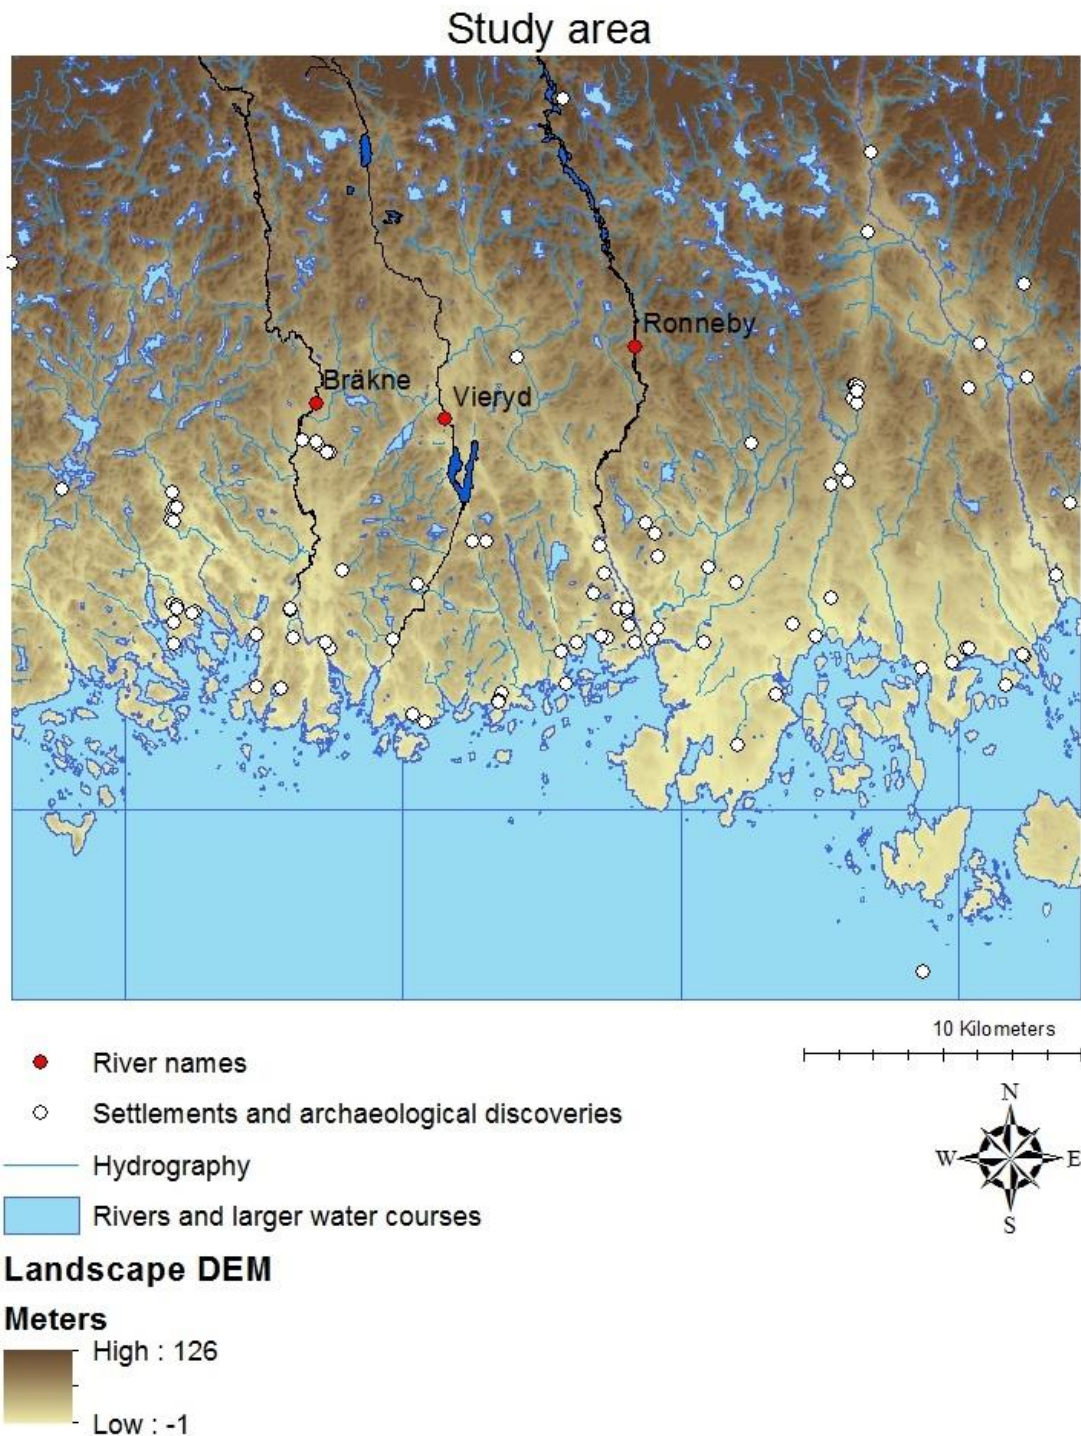 Study area
Ronneby
Bräkne
Vieryd
10 Kilometers
River names
Settlements and archaeological discoveries
Hydrography
Rivers and larger water courses
N
W E
S
Landscape DEM
Meters
High : 126
Low : -1